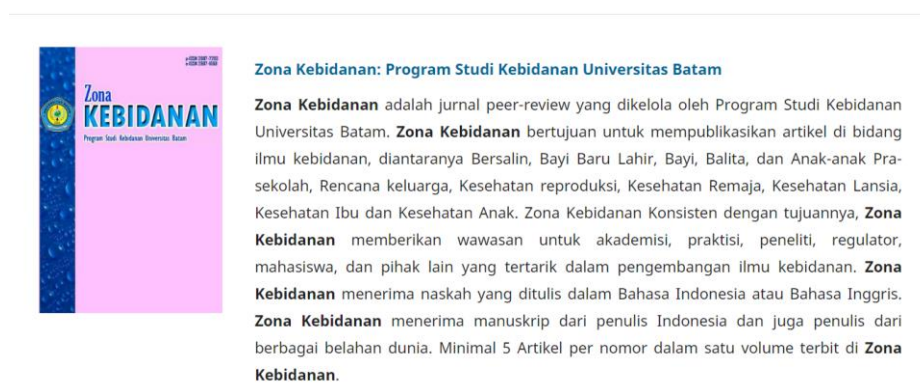 Zona
KEBIDANAN
Program Studi Kebidanan Universitas Batam
Zona Kebidanan: Program Studi Kebidanan Universitas Batam
Zona Kebidanan adalah jurnal peer-review yang dikelola oleh Program Studi Kebidanan
Universitas Batam. Zona Kebidanan bertujuan untuk mempublikasikan artikel di bidang
ilmu kebidanan, diantaranya Bersalin, Bayi Baru Lahir, Bayi, Balita, dan Anak-anak Pra-
sekolah, Rencana keluarga, Kesehatan reproduksi, Kesehatan Remaja, Kesehatan Lansia,
Kesehatan Ibu dan Kesehatan Anak. Zona Kebidanan Konsisten dengan tujuannya, Zona
Kebidanan memberikan wawasan untuk akademisi, praktisi, peneliti, regulator,
mahasiswa, dan pihak lain yang tertarik dalam pengembangan ilmu kebidanan. Zona
Kebidanan menerima naskah yang ditulis dalam Bahasa Indonesia atau Bahasa Inggris.
Zona Kebidanan menerima manuskrip dari penulis Indonesia dan juga penulis dari
berbagai belahan dunia. Minimal 5 Artikel per nomor dalam satu volume terbit di Zona
Kebidanan.